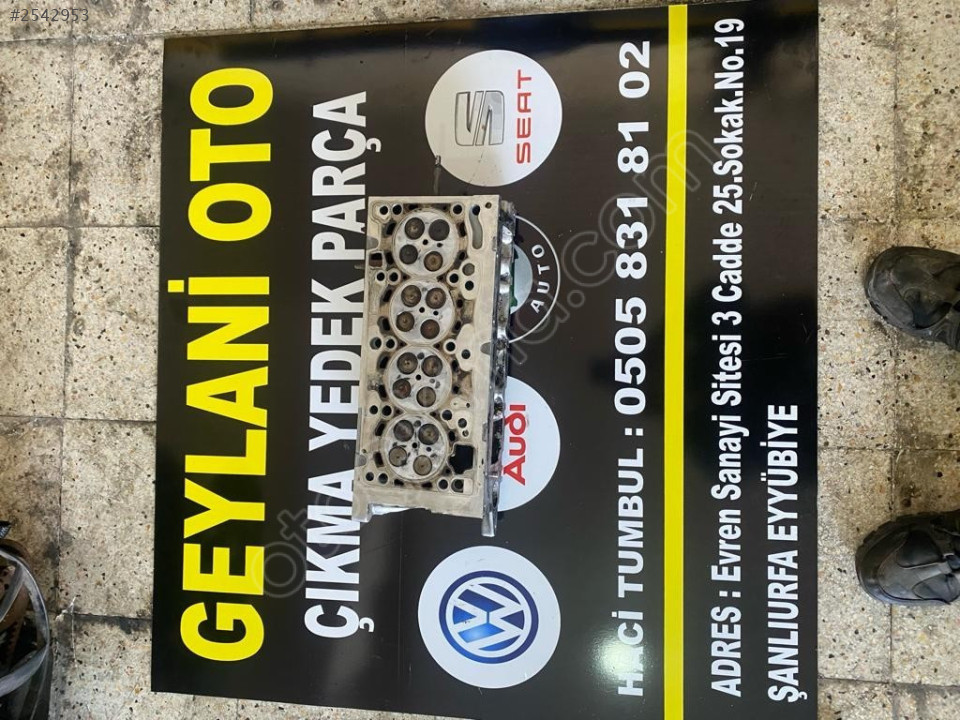 #2542953
GEYLANİ OTO
ÇIKMA YEDEK PARÇA
Audi
AUTO
SEAT
HACİ TUMBUL : 0505 831 81 02
ADRES : Evren Sanayi Sitesi 3 Cadde 25.Sokak.No.19
ŞANLIURFA EYYÜBİYE